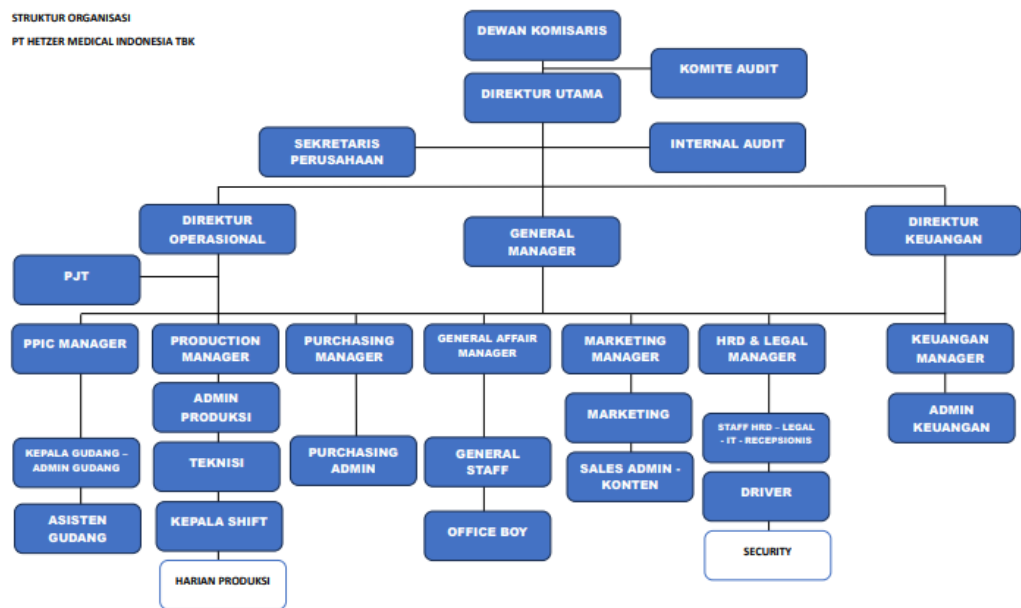 STRUKTUR ORGANISASI
PT HETZER MEDICAL INDONESIA TBK
DEWAN KOMISARIS
KOMITE AUDIT
DIREKTUR UTAMA
SEKRETARIS
PERUSAHAAN
INTERNAL AUDIT
DIREKTUR
OPERASIONAL
GENERAL
MANAGER
DIREKTUR
KEUANGAN
PJT
PPIC MANAGER
PRODUCTION
MANAGER
PURCHASING
MANAGER
GENERAL AFFAIR
MANAGER
MARKETING
MANAGER
HRD & LEGAL
MANAGER
KEUANGAN
MANAGER
ADMIN
PRODUKSI
MARKETING
ADMIN
KEUANGAN
KEPALA GUDANG –
ADMIN GUDANG
TEKNISI
PURCHASING
ADMIN
GENERAL
STAFF
SALES ADMIN -
KONTEN
STAFF HRD – LEGAL
- IT - RECEPSIONIS
DRIVER
ASISTEN
GUDANG
KEPALA SHIFT
OFFICE BOY
SECURITY
HARIAN PRODUKSI